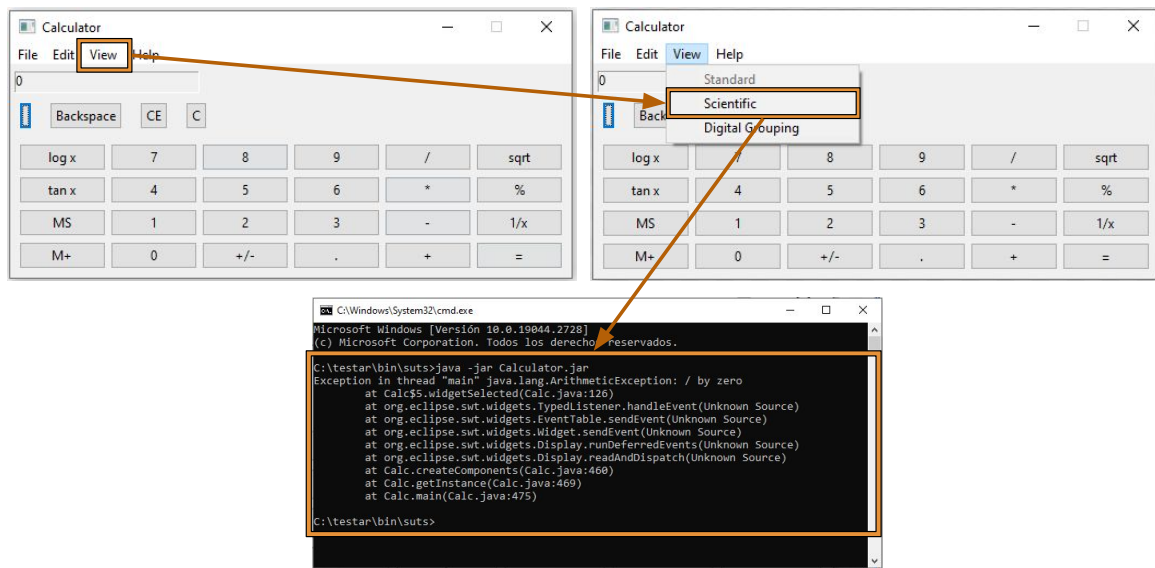 Calculator
File Edit View Help
0
Backspace CE C
log x 7 8 9 / sqrt
tan x 4 5 6 * %
MS 1 2 3 - 1/x
M+ 0 +/- . + =
Calculator
File Edit View Help
0
Standard
Back
Scientific
Digital Grouping
log x 7 8 9 / sqrt
tan x 4 5 6 * %
MS 1 2 3 - 1/x
M+ 0 +/- . + =
C:\Windows\System32\cmd.exe
Microsoft Windows [Versión 10.0.19044.2728]
(c) Microsoft Corporation. Todos los derechos reservados.
C:\testar\bin\suts>java -jar Calculator.jar
Exception in thread "main" java.lang.ArithmeticException: / by zero
at Calc$5.widgetSelected(Calc.java:126)
at org.eclipse.swt.widgets.TypedListener.handleEvent(Unknown Source)
at org.eclipse.swt.widgets.EventTable.sendEvent(Unknown Source)
at org.eclipse.swt.widgets.Widget.sendEvent(Unknown Source)
at org.eclipse.swt.widgets.Display.runDeferredEvents(Unknown Source)
at org.eclipse.swt.widgets.Display.readAndDispatch(Unknown Source)
at Calc.createComponents(Calc.java:460)
at Calc.getInstance(Calc.java:469)
at Calc.main(Calc.java:475)
C:\testar\bin\suts>